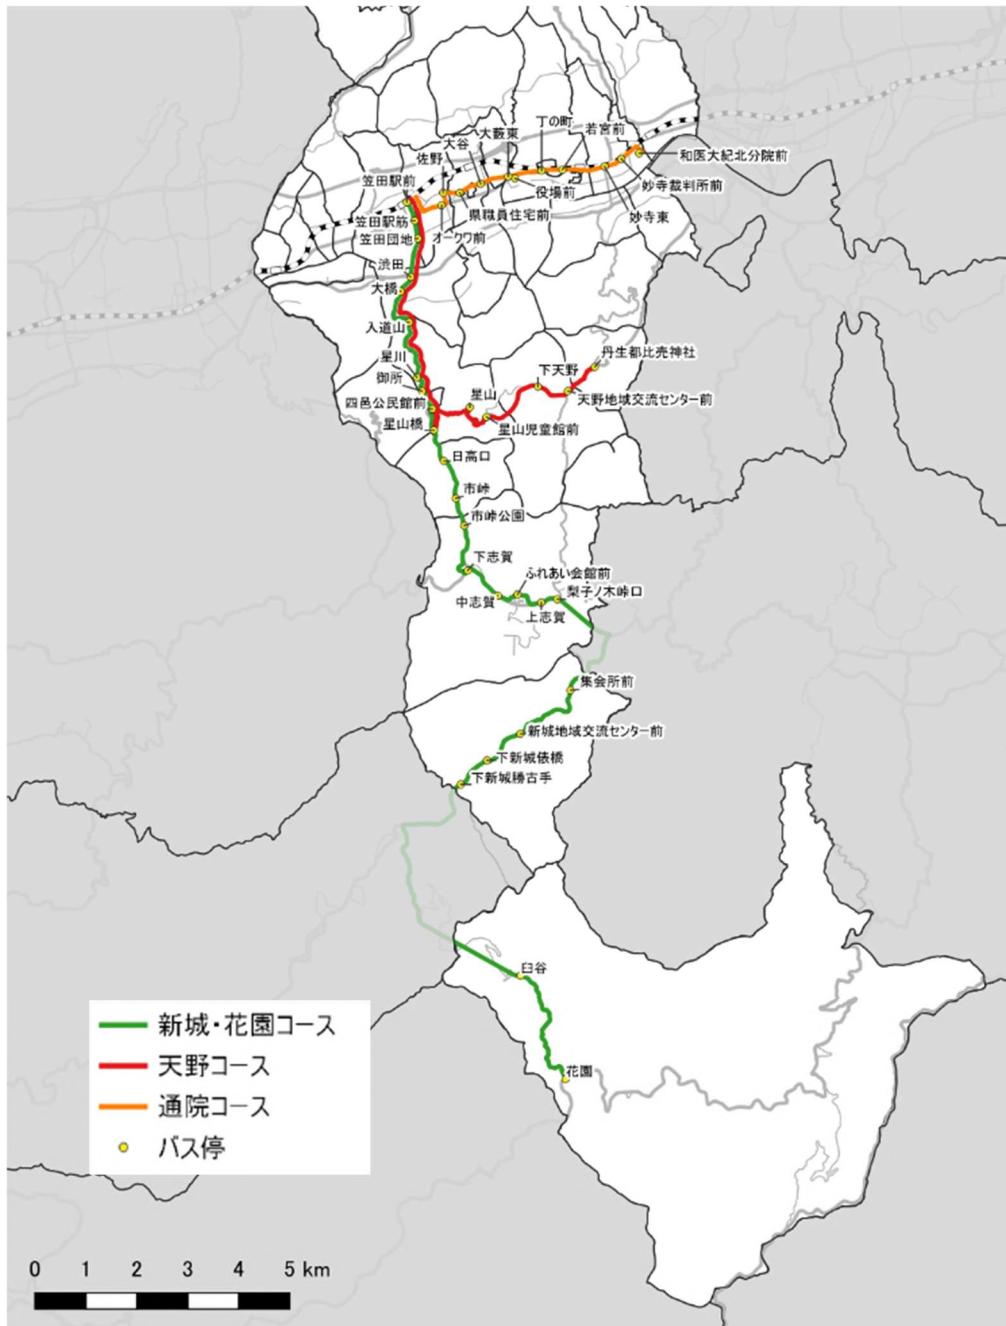 丁の町
若宮前
大藪東
大谷
佐野
和医大紀北分院前
笠田駅前
役場前
妙寺裁判所前
県職員住宅前
妙寺東
笠田駅筋
笠田団地
オークワ前
渋田
大橋
入道山
星川
丹生都比売神社
御所
下天野
星山
天野地域交流センター前
四邑公民館前
星山橋
星山児童館前
日高口
市峠
市峠公園
下志賀
ふれあい会館前
梨子ノ木峠口
中志賀
上志賀
集会所前
新城地域交流センター前
下新城俵橋
下新城勝古手
臼谷
花園
新城・花園コース
天野コース
通院コース
バス停
0 1 2 3 4 5 km